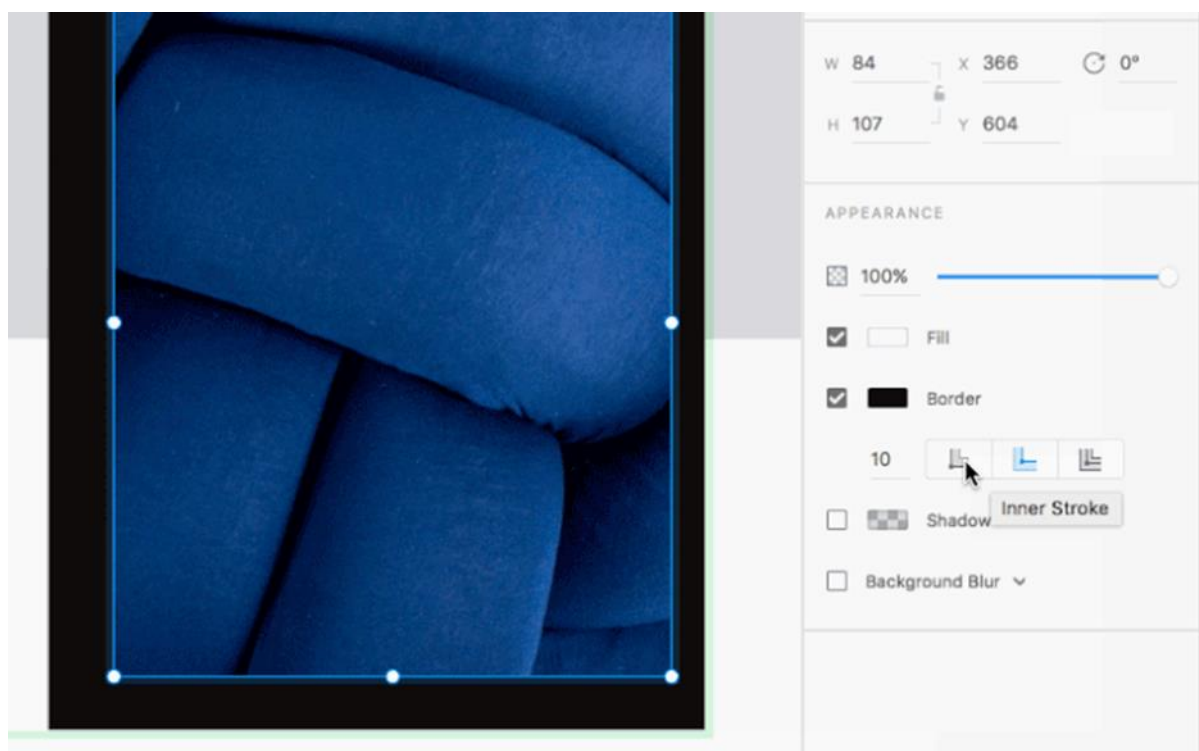 W 84 X 366 0°
H 107 Y 604
APPEARANCE
100%
Fill
Border
10
Inner Stroke
Shadow
Background Blur